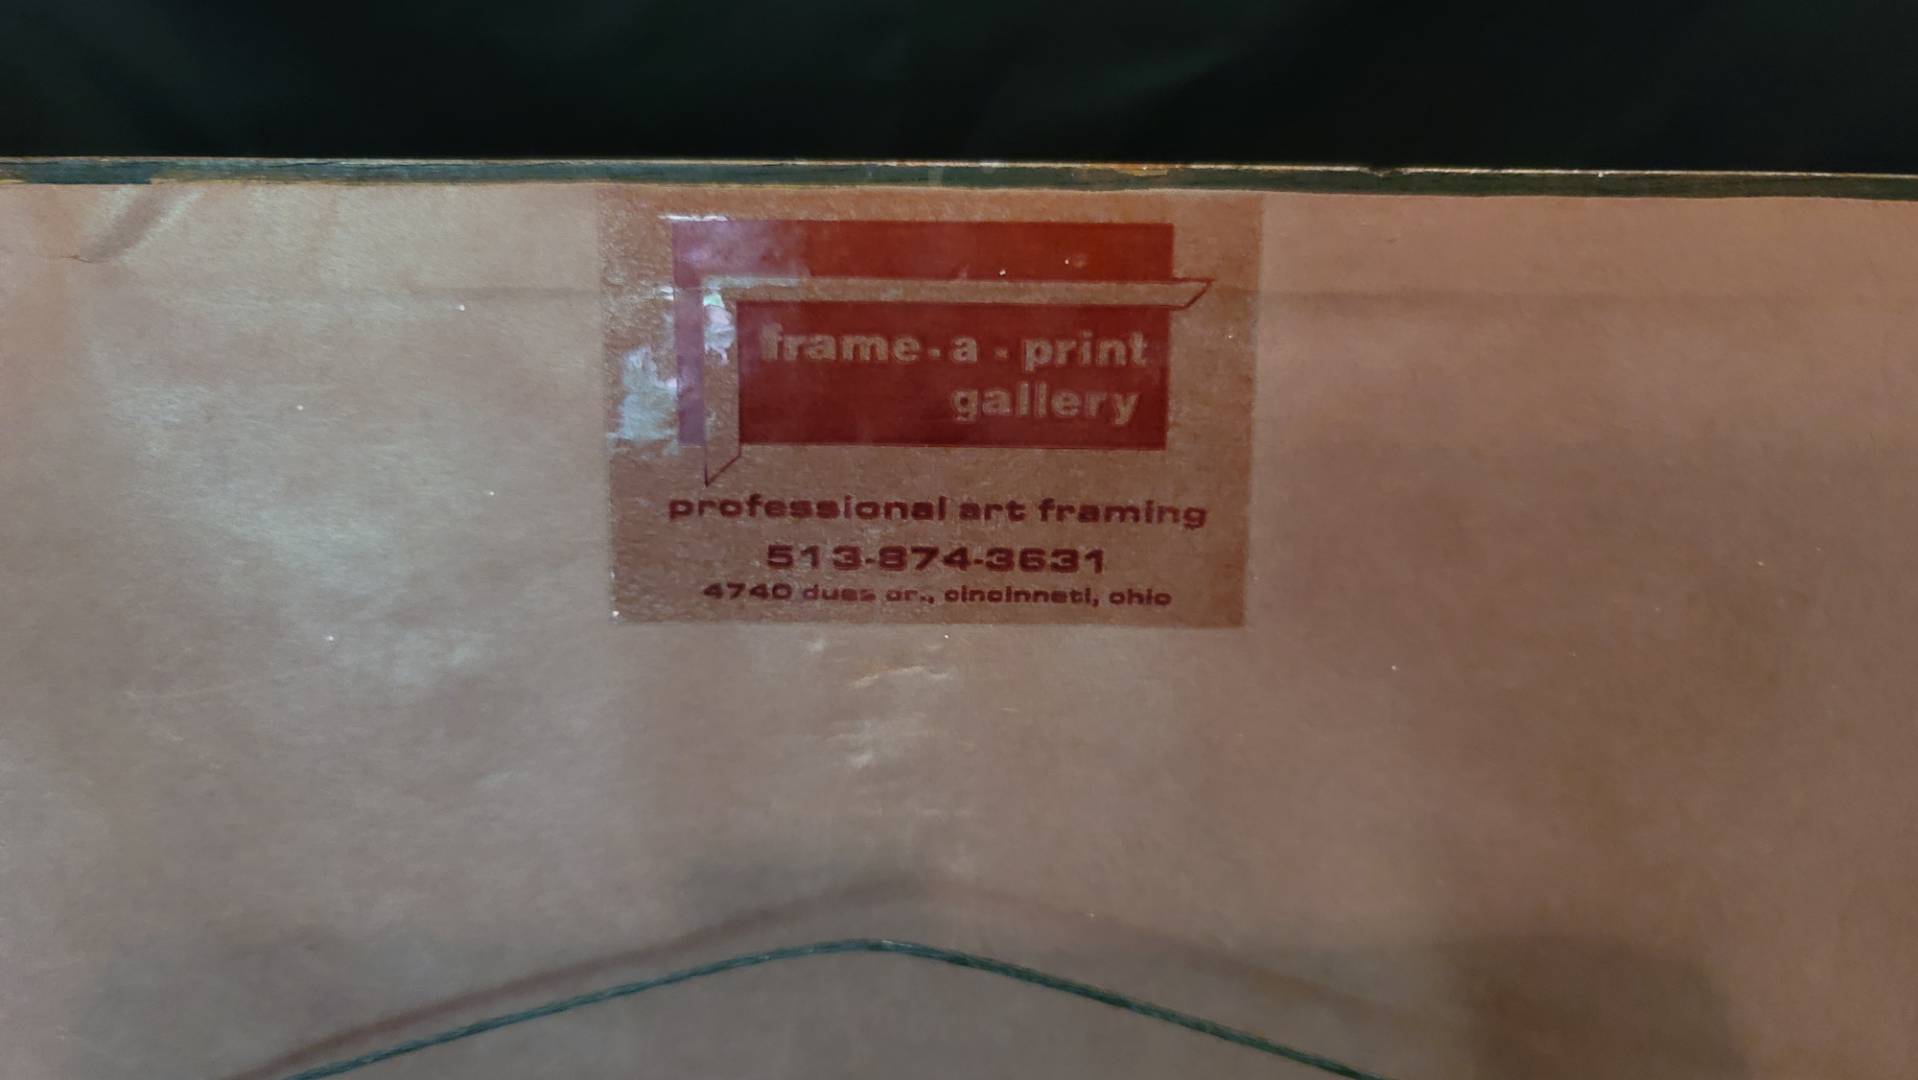 frame-a-print
gallery
professional art framing
513-874-3631
4740 dues dr., cincinnati, ohio